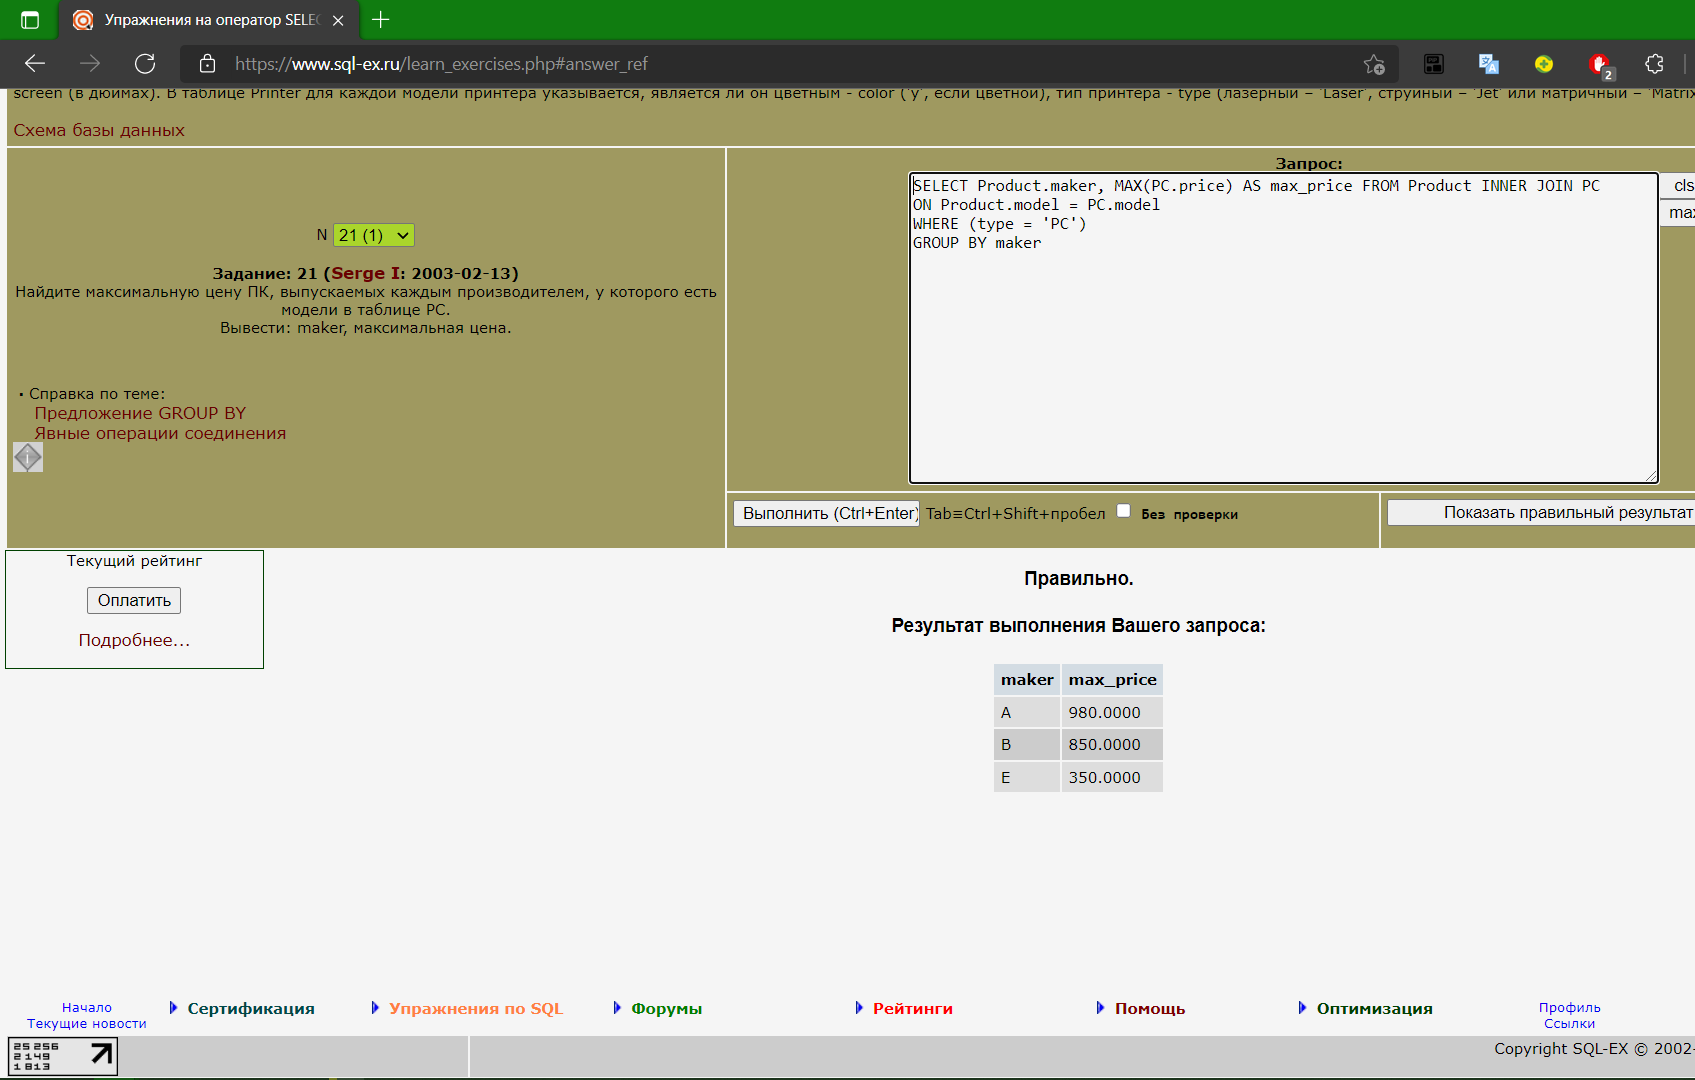 Упражнения на оператор SELEC
https://www.sql-ex.ru/learn_exercises.php#answer_ref
2
screen (в дюймах). В таблице Printer для каждой модели принтера указывается, является ли он цветным - color ('y', если цветной), тип принтера - type (лазерный – 'Laser', струйный – 'Jet' или матричный – 'Matrix
Схема базы данных
N 21 (1)
Задание: 21 (Serge I: 2003-02-13)
Найдите максимальную цену ПК, выпускаемых каждым производителем, у которого есть
модели в таблице PC.
Вывести: maker, максимальная цена.
• Справка по теме:
Предложение GROUP BY
Явные операции соединения
Запрос:
SELECT Product.maker, MAX(PC.price) AS max_price FROM Product INNER JOIN PC
ON Product.model = PC.model
WHERE (type = 'PC')
GROUP BY maker
cls
max
Выполнить (Ctrl+Enter) Tab≡Ctrl+Shift+пробел Без проверки
Показать правильный результат
Текущий рейтинг
Оплатить
Подробнее...
Правильно.
Результат выполнения Вашего запроса:
maker max_price
A 980.0000
B 850.0000
E 350.0000
Начало
Текущие новости
Сертификация
Упражнения по SQL
Форумы
Рейтинги
Помощь
Оптимизация
Профиль
Ссылки
25 256
2 149
1 813
Copyright SQL-EX © 2002-